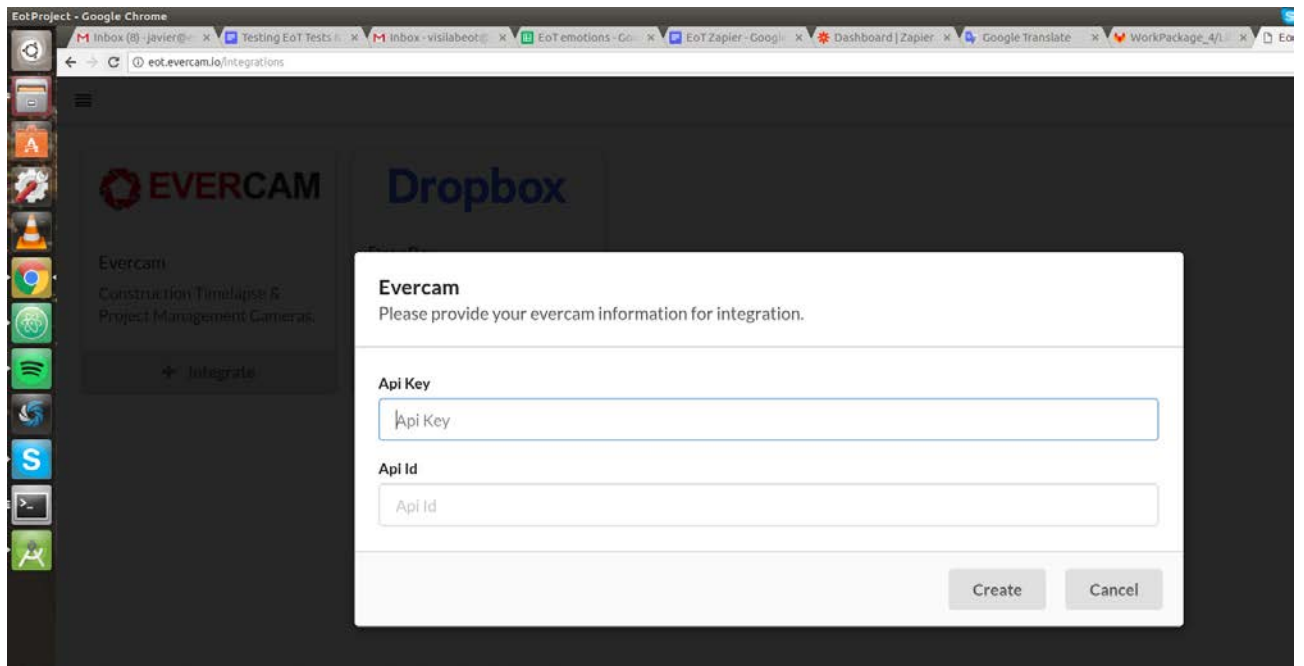 EotProject - Google Chrome
Inbox (8) - javier@
Testing EoT Tests
Inbox - visilabeot@
EoT emotions - Go
EoT Zapier - Googl
Dashboard | Zapier
Google Translate
WorkPackage_4/L
eot.evercam.io/integrations
EVERCAM
Dropbox
Evercam
Construction Timelapse &
Project Management Cameras.
+ Integrate
Evercam
Please provide your evercam information for integration.
Api Key
Api Key
Api Id
Api Id
Create
Cancel